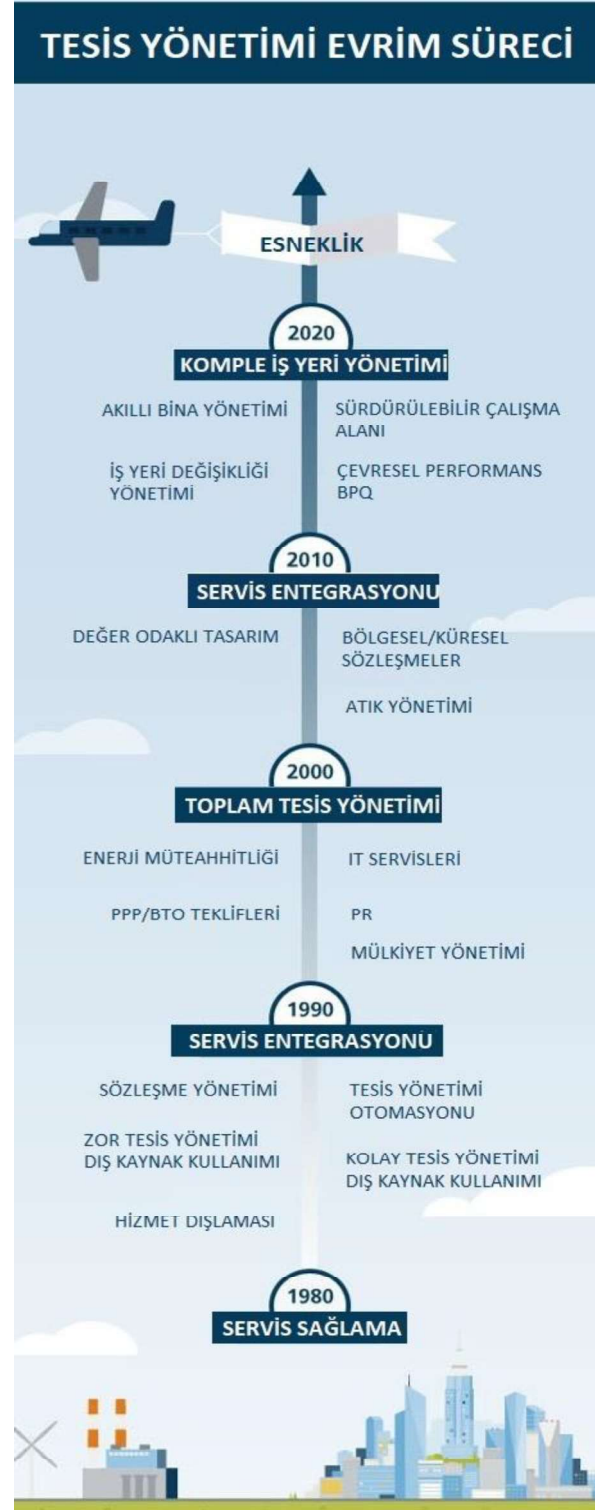 TESİS YÖNETİMİ EVRİM SÜRECİ
ESNEKLİK
2020
KOMPLE İŞ YERİ YÖNETİMİ
AKILLI BİNA YÖNETİMİ
SÜRDÜRÜLEBİLİR ÇALIŞMA
ALANI
İŞ YERİ DEĞİŞİKLİĞİ
YÖNETİMİ
ÇEVRESEL PERFORMANS
BPQ
2010
SERVİS ENTEGRASYONU
DEĞER ODAKLI TASARIM
BÖLGESEL/KÜRESEL
SÖZLEŞMELER
ATIK YÖNETİMİ
2000
TOPLAM TESİS YÖNETİMİ
ENERJİ MÜTEAHHİTLİĞİ
IT SERVİSLERİ
PPP/BTO TEKLİFLERİ
PR
MÜLKİYET YÖNETİMİ
1990
SERVİS ENTEGRASYONU
SÖZLEŞME YÖNETİMİ
TESİS YÖNETİMİ
OTOMASYONU
ZOR TESİS YÖNETİMİ
DIŞ KAYNAK KULLANIMI
KOLAY TESİS YÖNETİMİ
DIŞ KAYNAK KULLANIMI
HİZMET DIŞLAMASI
1980
SERVİS SAĞLAMA